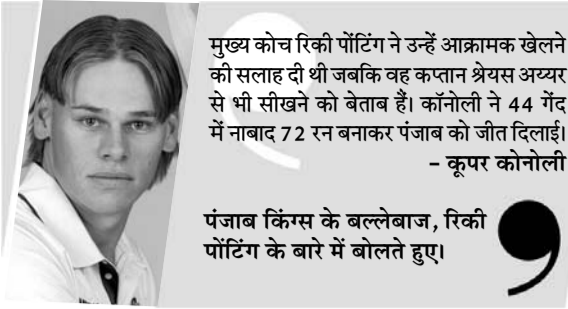 मुख्य कोच रिकी पोंटिंग ने उन्हें आक्रामक खेलने
की सलाह दी थी जबकि वह कप्तान श्रेयस अय्यर
से भी सीखने को बेताब हैं। कॉनोली ने 44 गेंद
में नाबाद 72 रन बनाकर पंजाब को जीत दिलाई।
– कूपर कोनोली
पंजाब किंग्स के बल्लेबाज, रिकी
पोंटिंग के बारे में बोलते हुए।